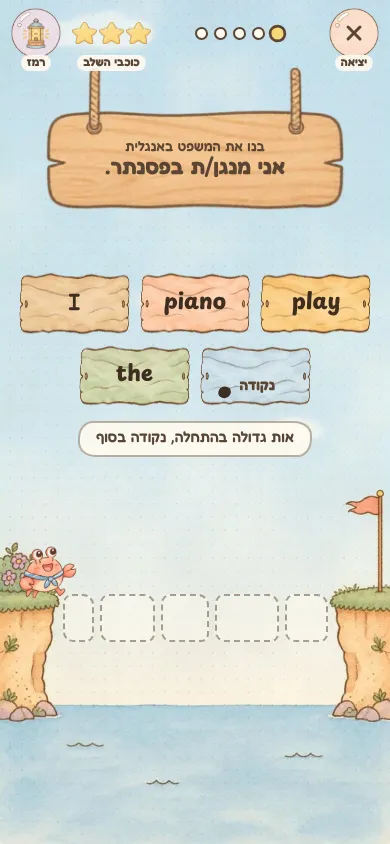 רמז
כוכבי השלב
יציאה
בנו את המשפט באנגלית
אני מנגן/ת בפסנתר.
I
piano
play
the
נקודה
אות גדולה בהתחלה, נקודה בסוף